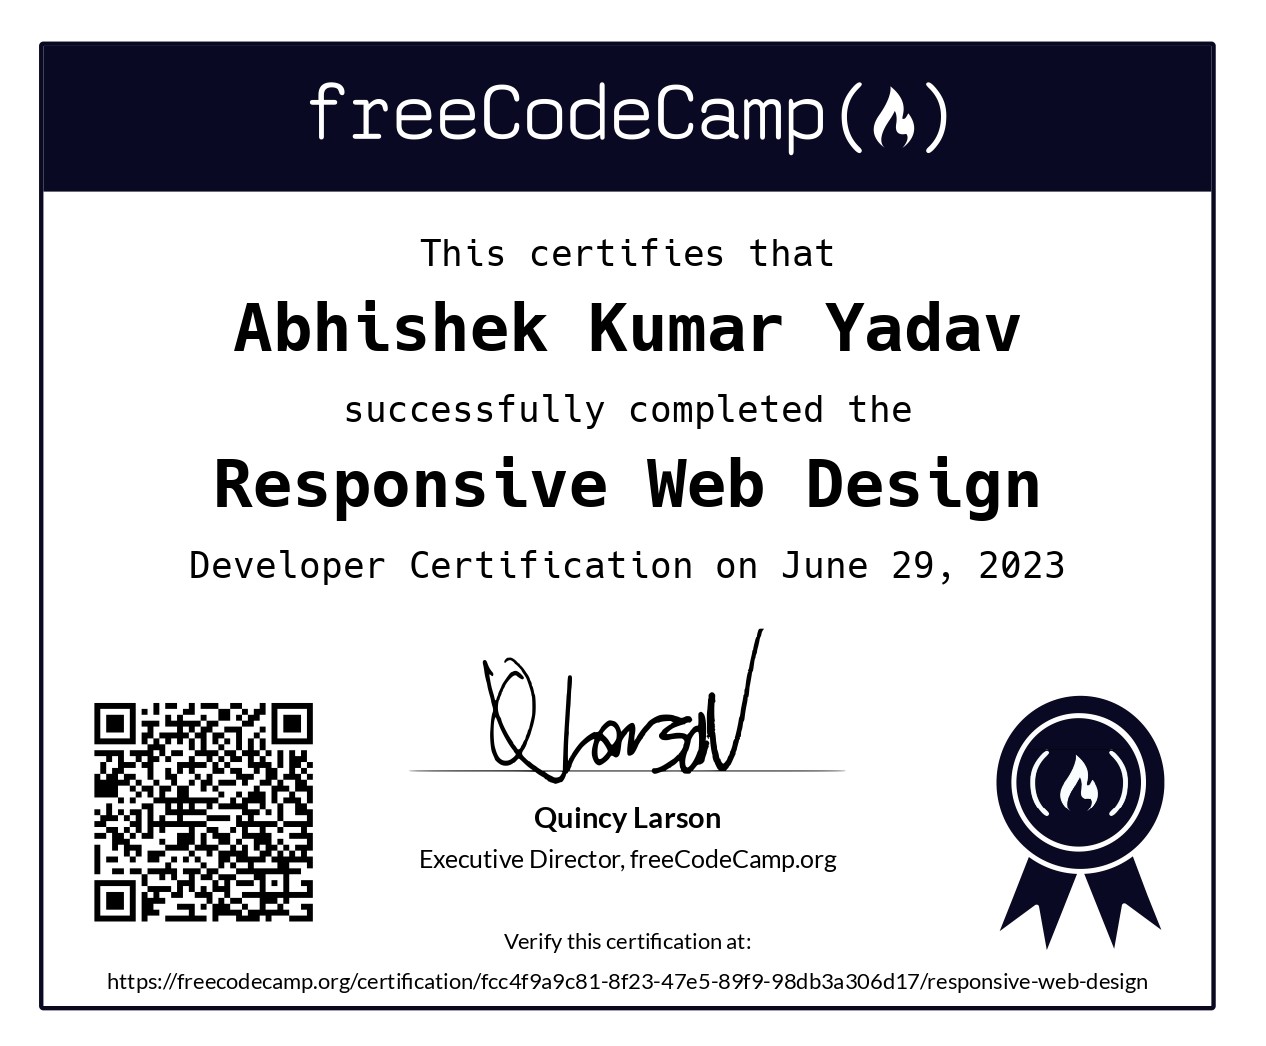 freeCodeCamp
This certifies that
Abhishek Kumar Yadav
successfully completed the
Responsive Web Design
Developer Certification on June 29, 2023
QLarson
Quincy Larson
Executive Director, freeCodeCamp.org
Verify this certification at:
https://freecodecamp.org/certification/fcc4f9a9c81-8f23-47e5-89f9-98db3a306d17/responsive-web-design